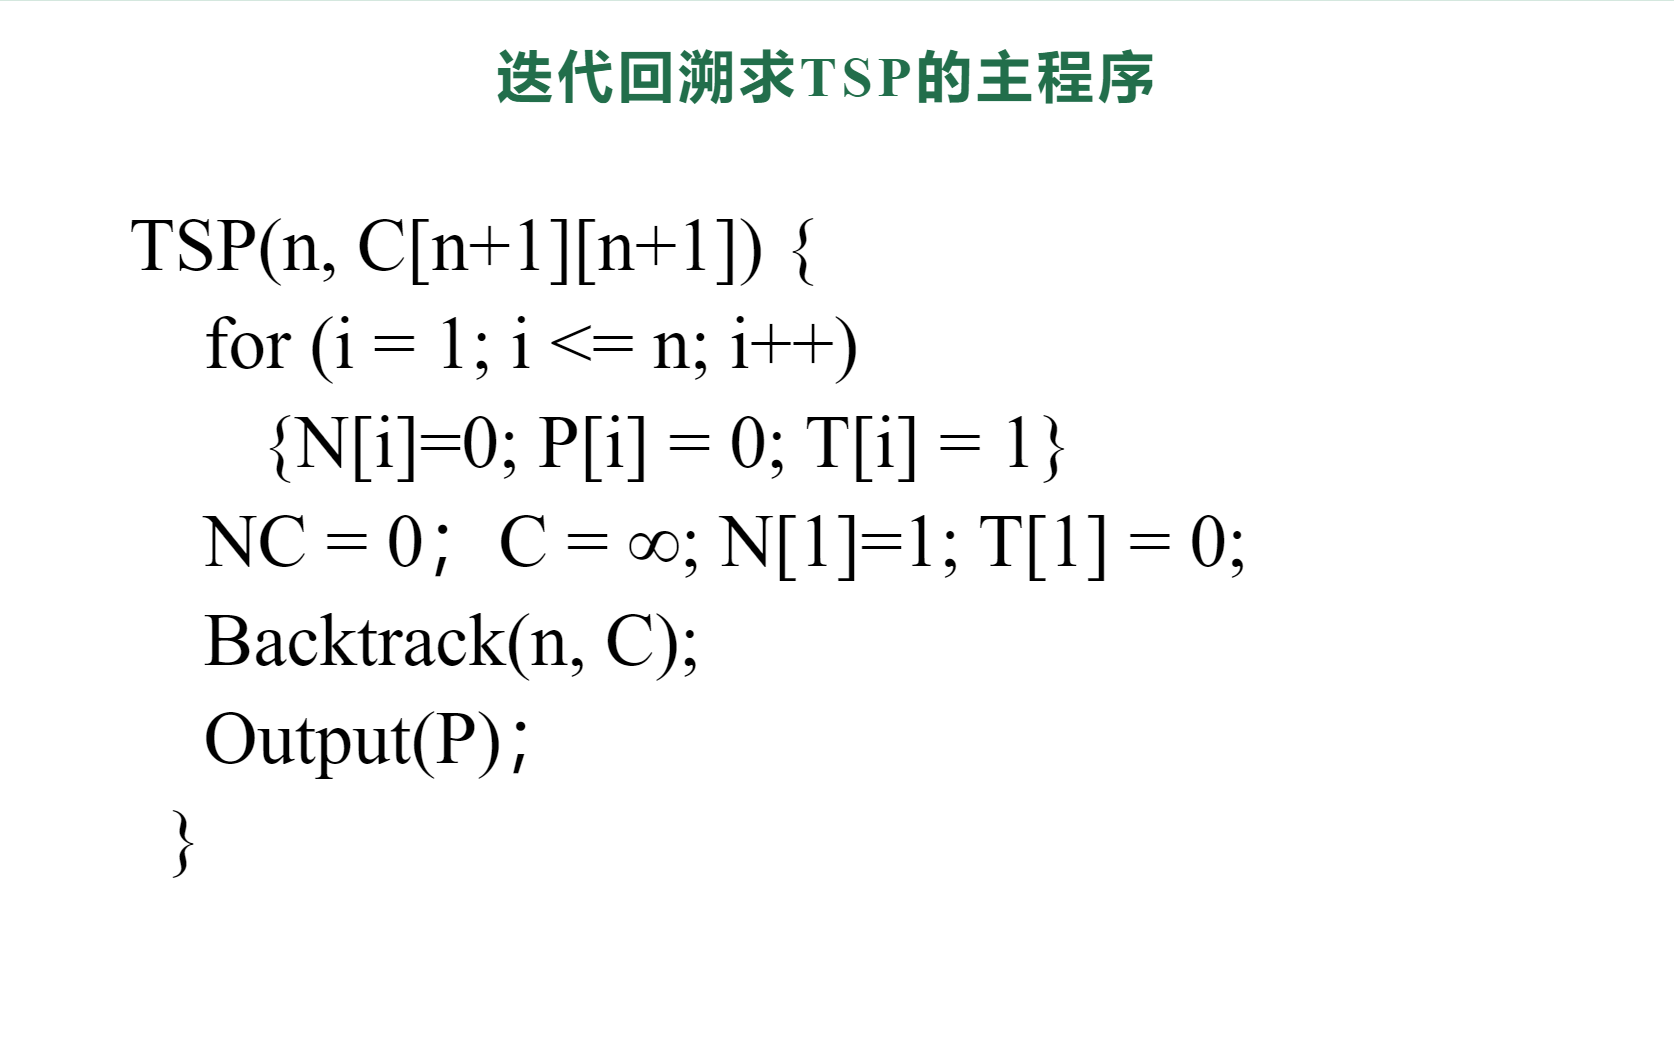 迭代回溯求TSP的主程序
TSP(n, C[n+1][n+1]) {
for (i = 1; i <= n; i++)
{N[i]=0; P[i] = 0; T[i] = 1}
NC = 0；C = ∞; N[1]=1; T[1] = 0;
Backtrack(n, C);
Output(P)；
}